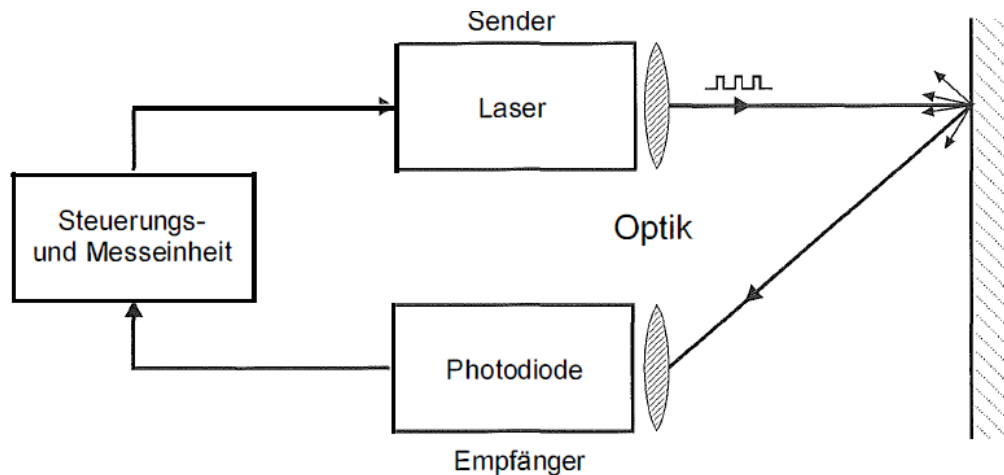 Sender
Laser
Steuerungs-
und Messeinheit
Optik
Photodiode
Empfänger